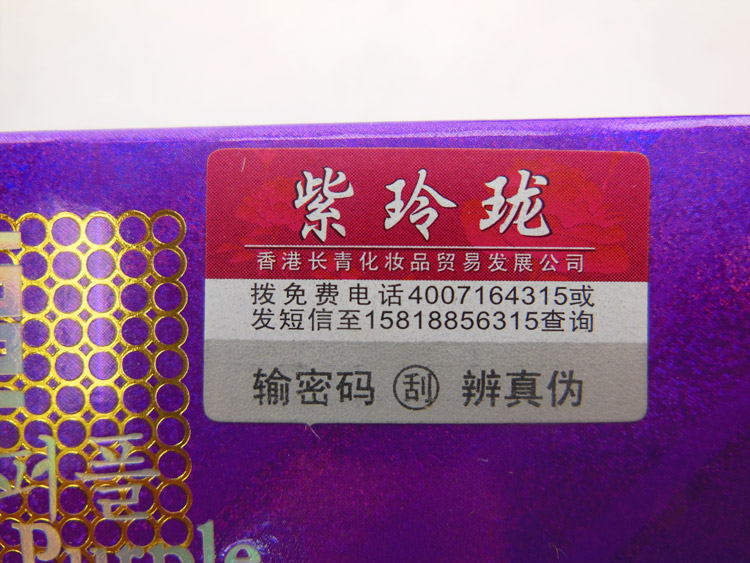 紫玲珑
香港长青化妆品贸易发展公司
拨免费电话4007164315或
发短信至15818856315查询
输密码 刮 辨真伪
퍼플
Purple